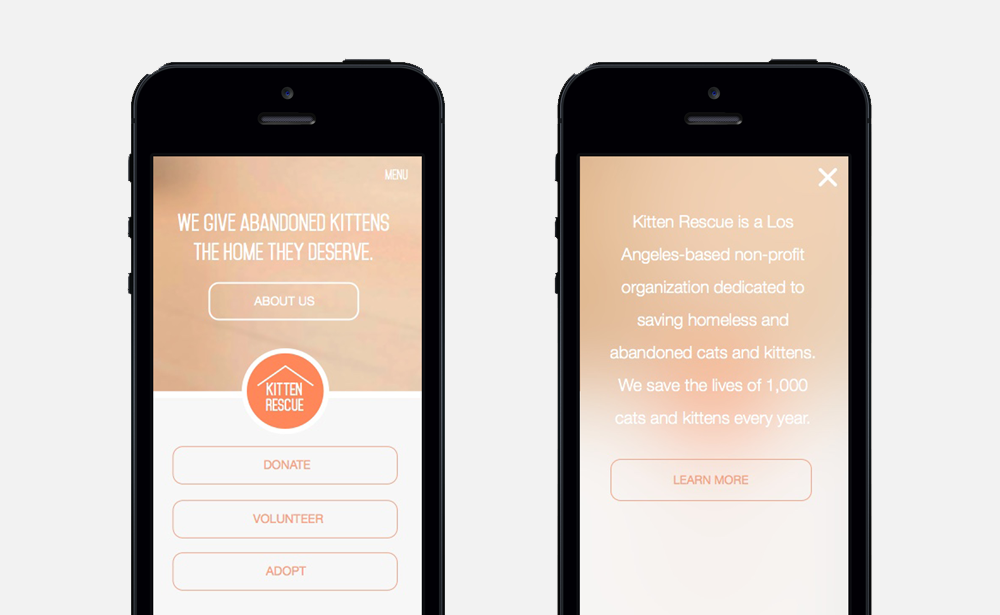 MENU
WE GIVE ABANDONED KITTENS
THE HOME THEY DESERVE.
ABOUT US
KITTEN
RESCUE
DONATE
VOLUNTEER
ADOPT
Kitten Rescue is a Los
Angeles-based non-profit
organization dedicated to
saving homeless and
abandoned cats and kittens.
We save the lives of 1,000
cats and kittens every year.
LEARN MORE